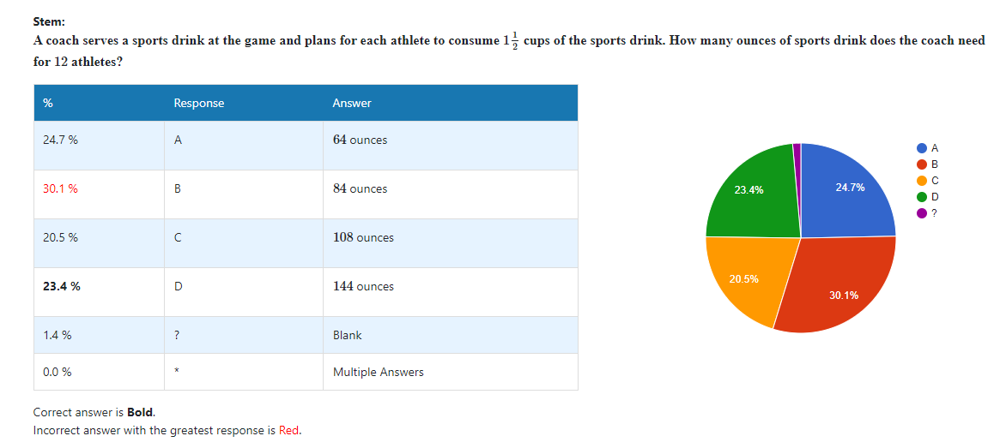 Stem:
A coach serves a sports drink at the game and plans for each athlete to consume 1 1/2 cups of the sports drink. How many ounces of sports drink does the coach need
for 12 athletes?
% Response Answer
24.7 % A 64 ounces
30.1 % B 84 ounces
20.5 % C 108 ounces
23.4 % D 144 ounces
1.4 % ? Blank
0.0 % * Multiple Answers
23.4%
24.7%
20.5%
30.1%
A
B
C
D
?
Correct answer is Bold.
Incorrect answer with the greatest response is Red.